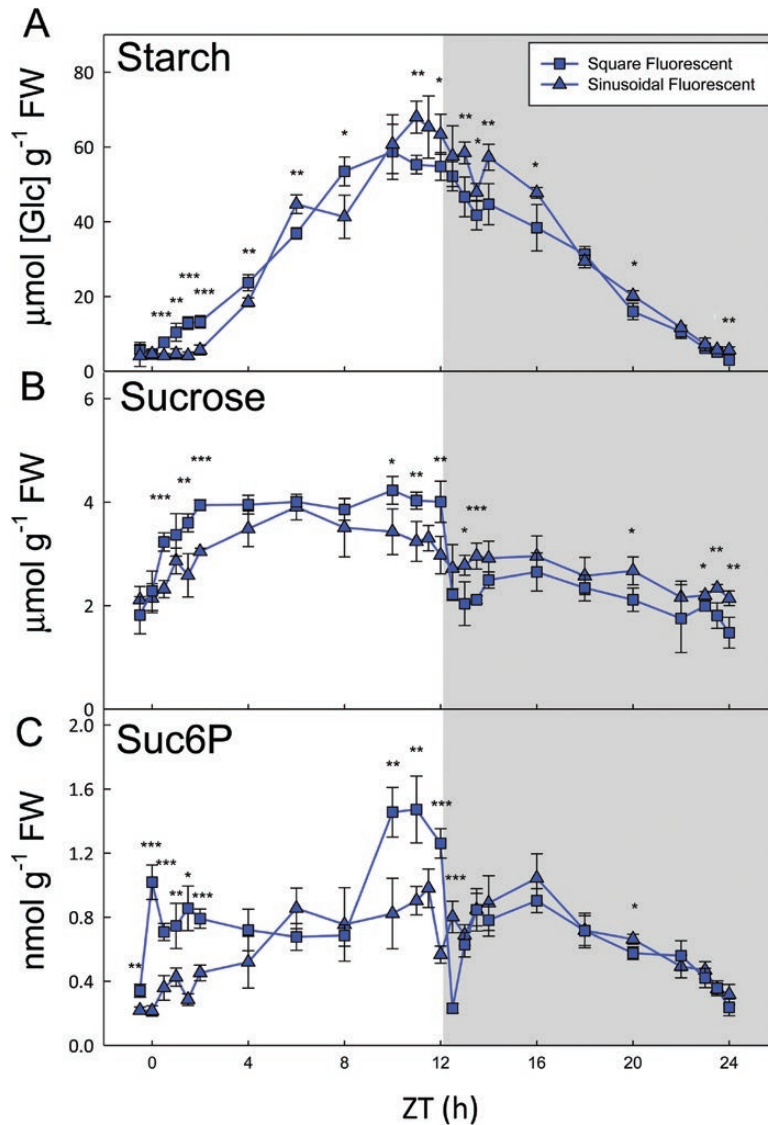 A
Starch
Square Fluorescent
Sinusoidal Fluorescent
µmol [Glc] g⁻¹ FW
80
60
40
20
0
** *
* ** **
** *
*
***
** *** **
***
*
**
B
Sucrose
µmol g⁻¹ FW
6
4
2
0
***
** ***
* ** **
* ***
*
* ** **
C
Suc6P
nmol g⁻¹ FW
2.0
1.6
1.2
0.8
0.4
0.0
** **
***
*** *
*** ** ***
***
**
*
0 4 8 12 16 20 24
ZT (h)